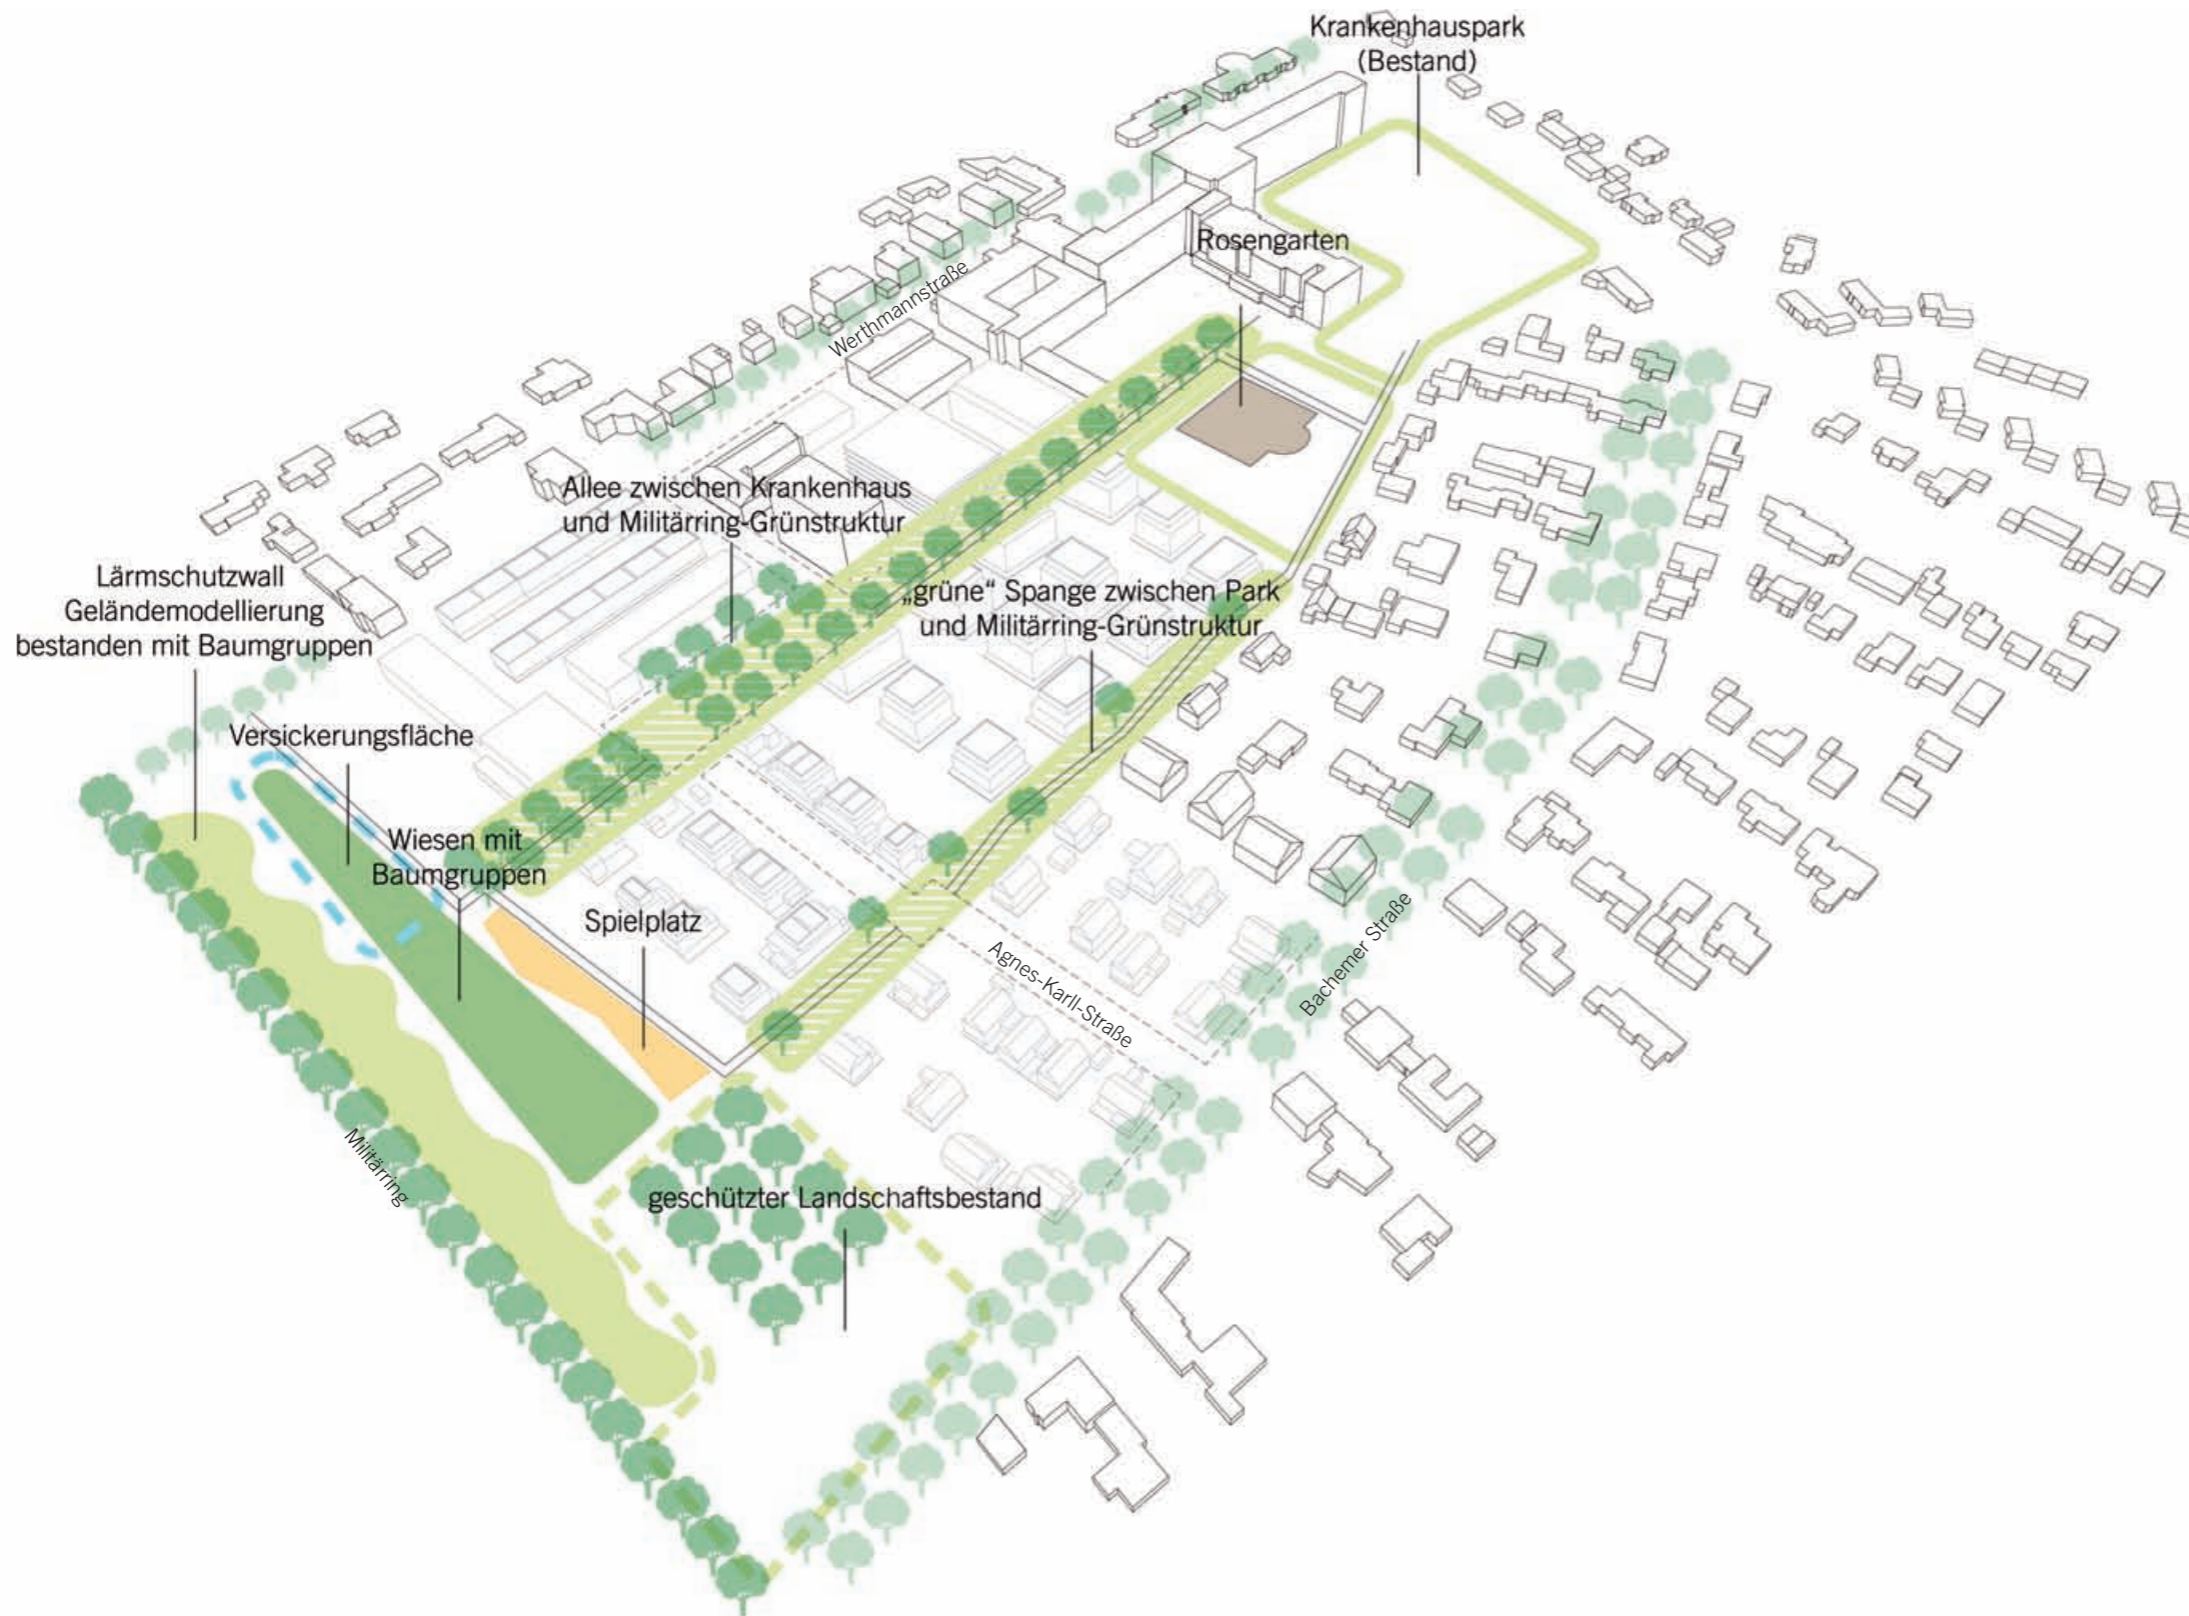 Krankenhauspark
(Bestand)
Rosengarten
Werthmannstraße
Allee zwischen Krankenhaus
und Militärring-Grünstruktur
Lärmschutzwall
Geländemodellierung
bestanden mit Baumgruppen
„grüne“ Spange zwischen Park
und Militärring-Grünstruktur
Versickerungsfläche
Wiesen mit
Baumgruppen
Spielplatz
Agnes-Karll-Straße
Bachemer Straße
Militärring
geschützter Landschaftsbestand